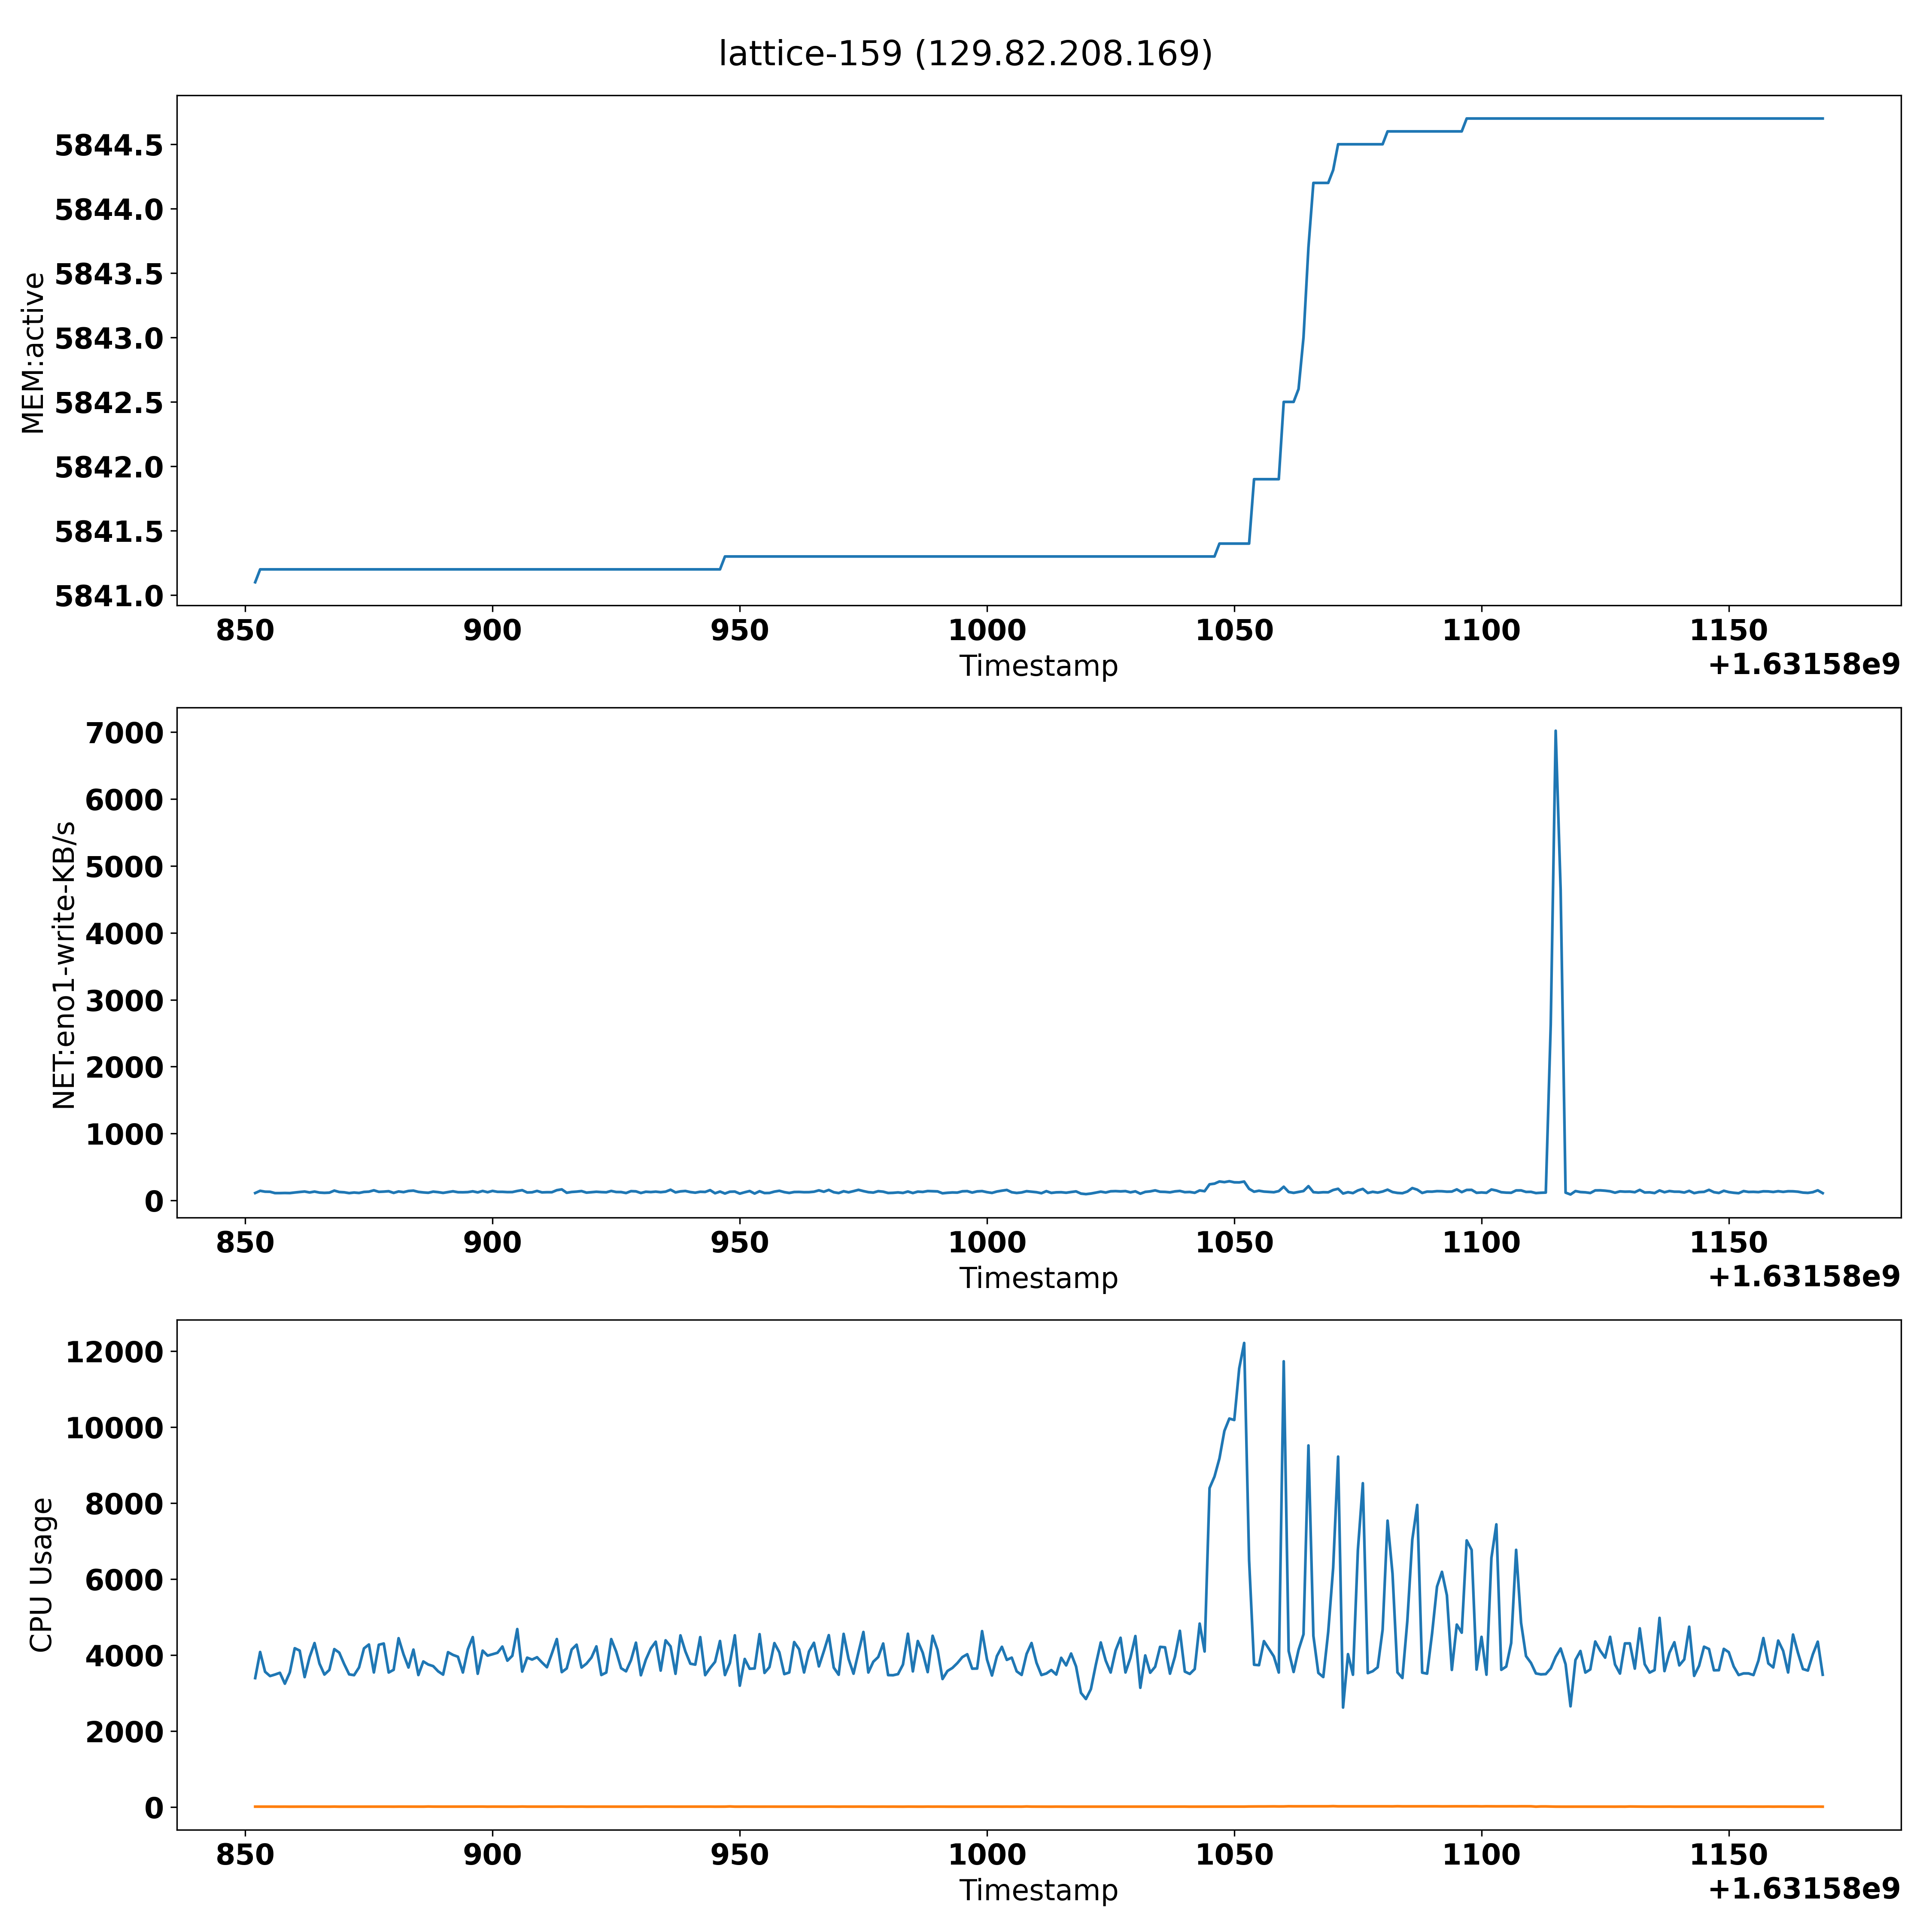 lattice-159 (129.82.208.169)
MEM:active
5844.5
5844.0
5843.5
5843.0
5842.5
5842.0
5841.5
5841.0
850 900 950 1000 1050 1100 1150
Timestamp
+1.63158e9
NET:eno1-write-KB/s
7000
6000
5000
4000
3000
2000
1000
0
850 900 950 1000 1050 1100 1150
Timestamp
+1.63158e9
CPU Usage
12000
10000
8000
6000
4000
2000
0
850 900 950 1000 1050 1100 1150
Timestamp
+1.63158e9